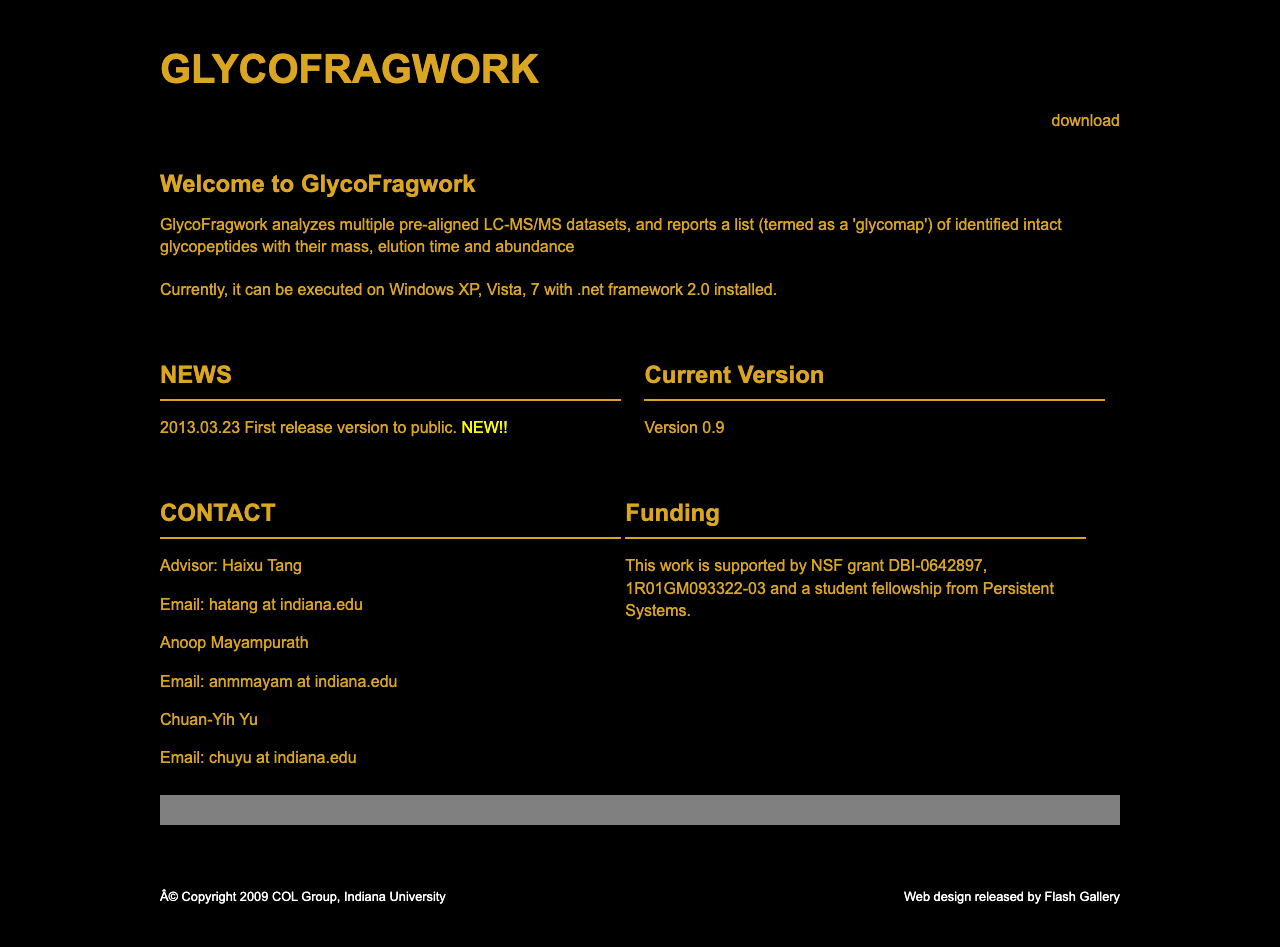 GLYCOFRAGWORK
download
Welcome to GlycoFragwork
GlycoFragwork analyzes multiple pre-aligned LC-MS/MS datasets, and reports a list (termed as a 'glycomap') of identified intact
glycopeptides with their mass, elution time and abundance
Currently, it can be executed on Windows XP, Vista, 7 with .net framework 2.0 installed.
NEWS
2013.03.23 First release version to public. NEW!!
Current Version
Version 0.9
CONTACT
Advisor: Haixu Tang
Email: hatang at indiana.edu
Anoop Mayampurath
Email: anmmayam at indiana.edu
Chuan-Yih Yu
Email: chuyu at indiana.edu
Funding
This work is supported by NSF grant DBI-0642897,
1R01GM093322-03 and a student fellowship from Persistent
Systems.
Â© Copyright 2009 COL Group, Indiana University
Web design released by Flash Gallery